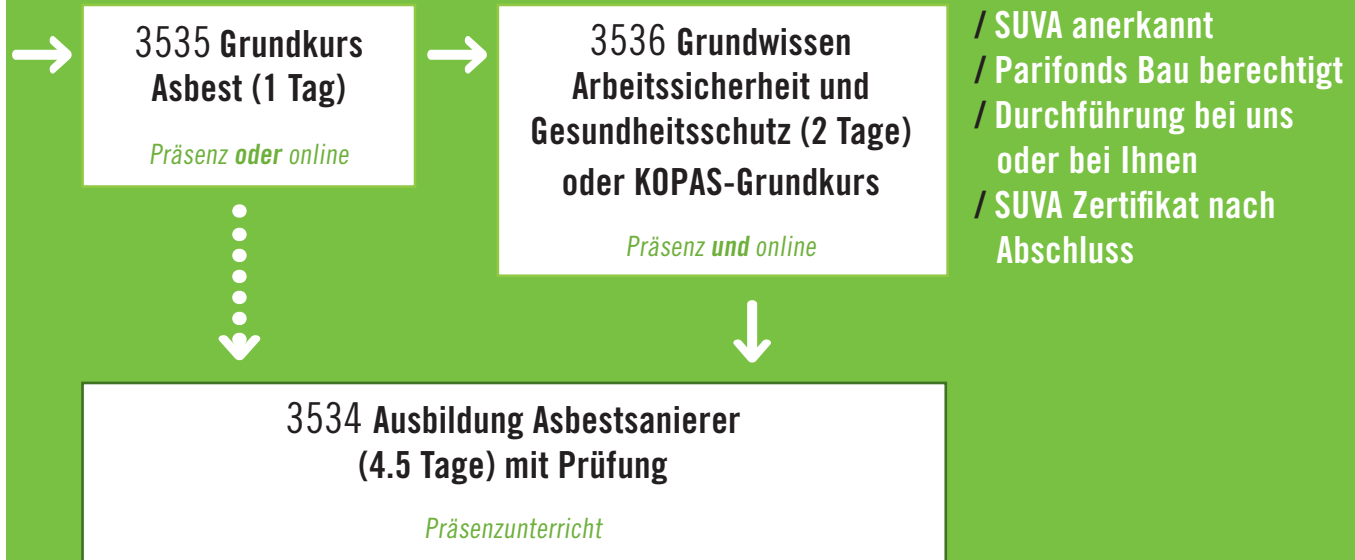 3535 Grundkurs
Asbest (1 Tag)
Präsenz oder online
3536 Grundwissen
Arbeitssicherheit und
Gesundheitsschutz (2 Tage)
oder KOPAS-Grundkurs
Präsenz und online
/ SUVA anerkannt
/ Parifonds Bau berechtigt
/ Durchführung bei uns
oder bei Ihnen
/ SUVA Zertifikat nach
Abschluss
3534 Ausbildung Asbestsanierer
(4.5 Tage) mit Prüfung
Präsenzunterricht